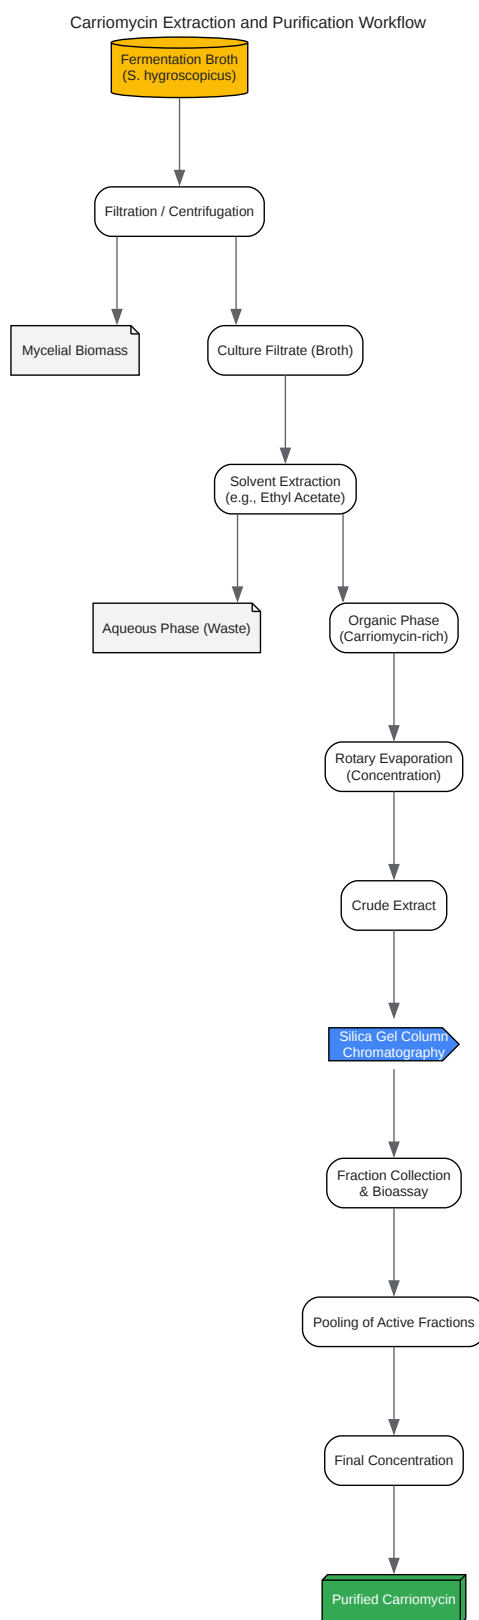 Carriomycin Extraction and Purification Workflow
Fermentation Broth
(S. hygroscopicus)
Filtration / Centrifugation
Mycelial Biomass
Culture Filtrate (Broth)
Solvent Extraction
(e.g., Ethyl Acetate)
Aqueous Phase (Waste)
Organic Phase
(Carriomycin-rich)
Rotary Evaporation
(Concentration)
Crude Extract
Silica Gel Column
Chromatography
Fraction Collection
& Bioassay
Pooling of Active Fractions
Final Concentration
Purified Carriomycin